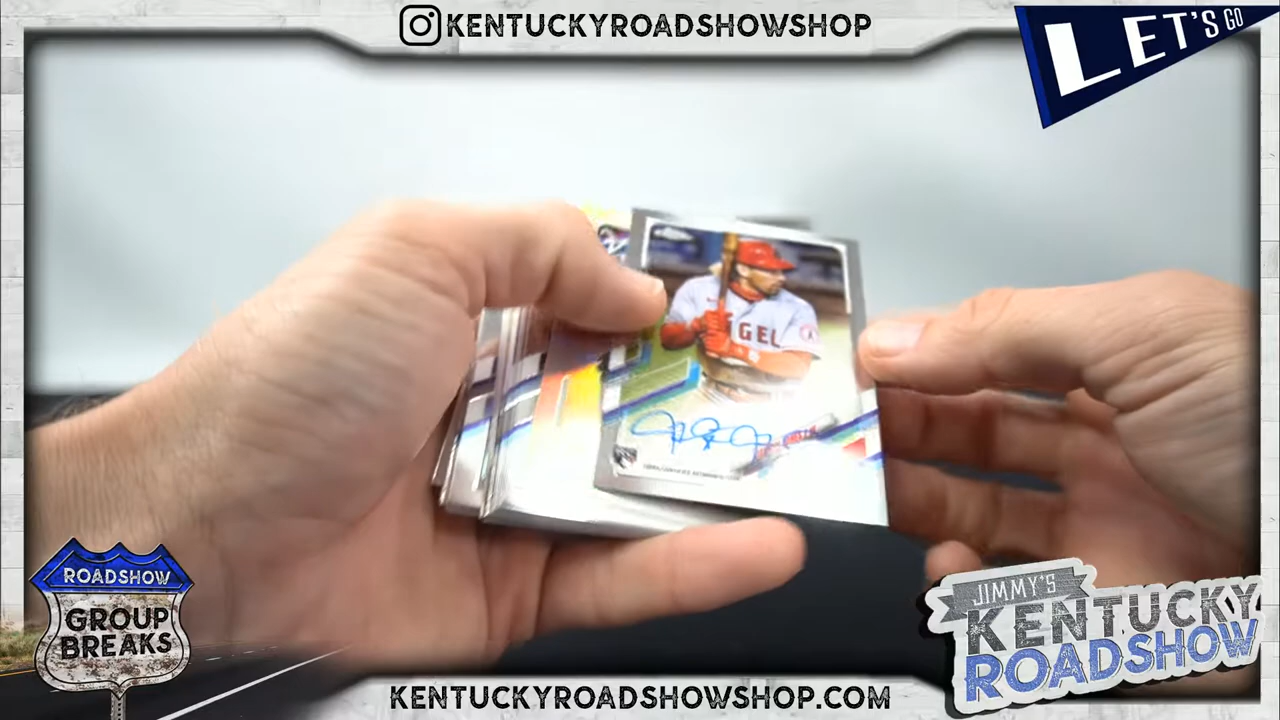 KENTUCKYROADSHOWSHOP
LET'S GO
GEL
ROADSHOW
GROUP
BREAKS
JIMMY'S
KENTUCKY
ROADSHOW
KENTUCKYROADSHOWSHOP.COM